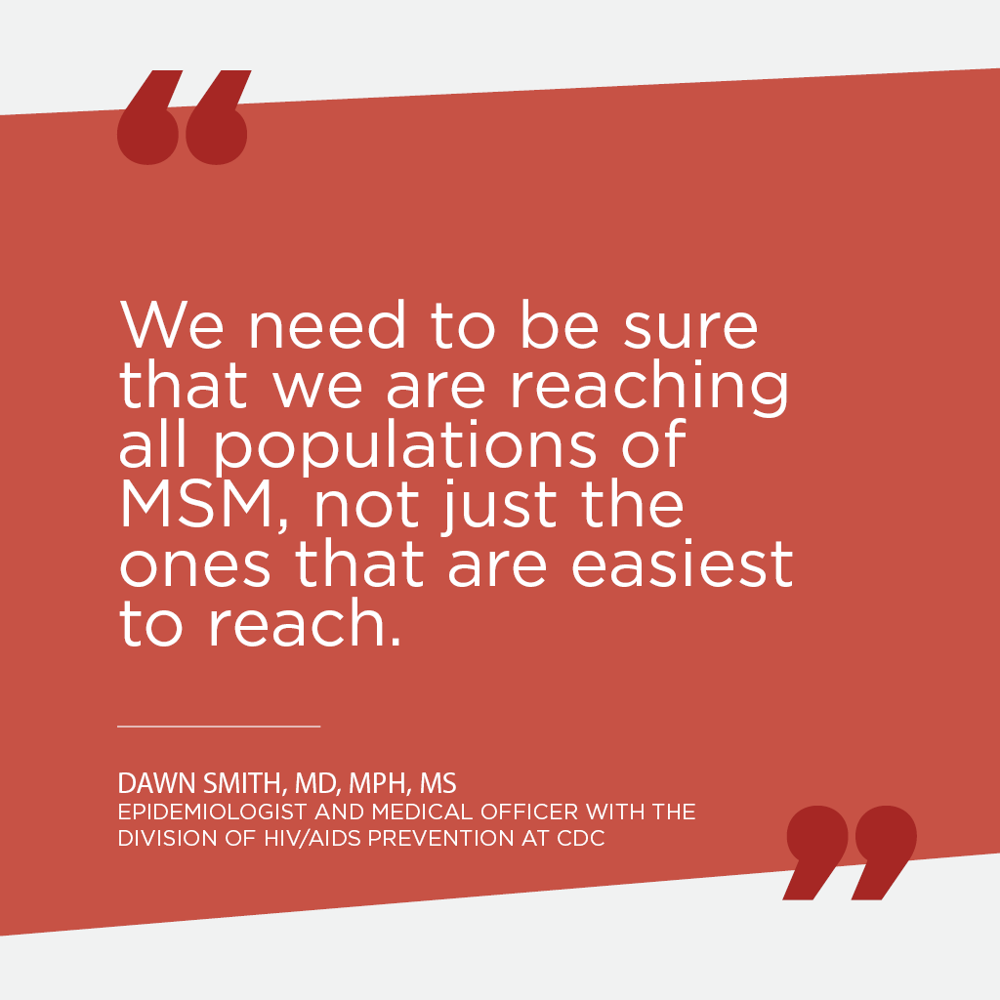 “
We need to be sure
that we are reaching
all populations of
MSM, not just the
ones that are easiest
to reach.
DAWN SMITH, MD, MPH, MS
EPIDEMIOLOGIST AND MEDICAL OFFICER WITH THE
DIVISION OF HIV/AIDS PREVENTION AT CDC
”